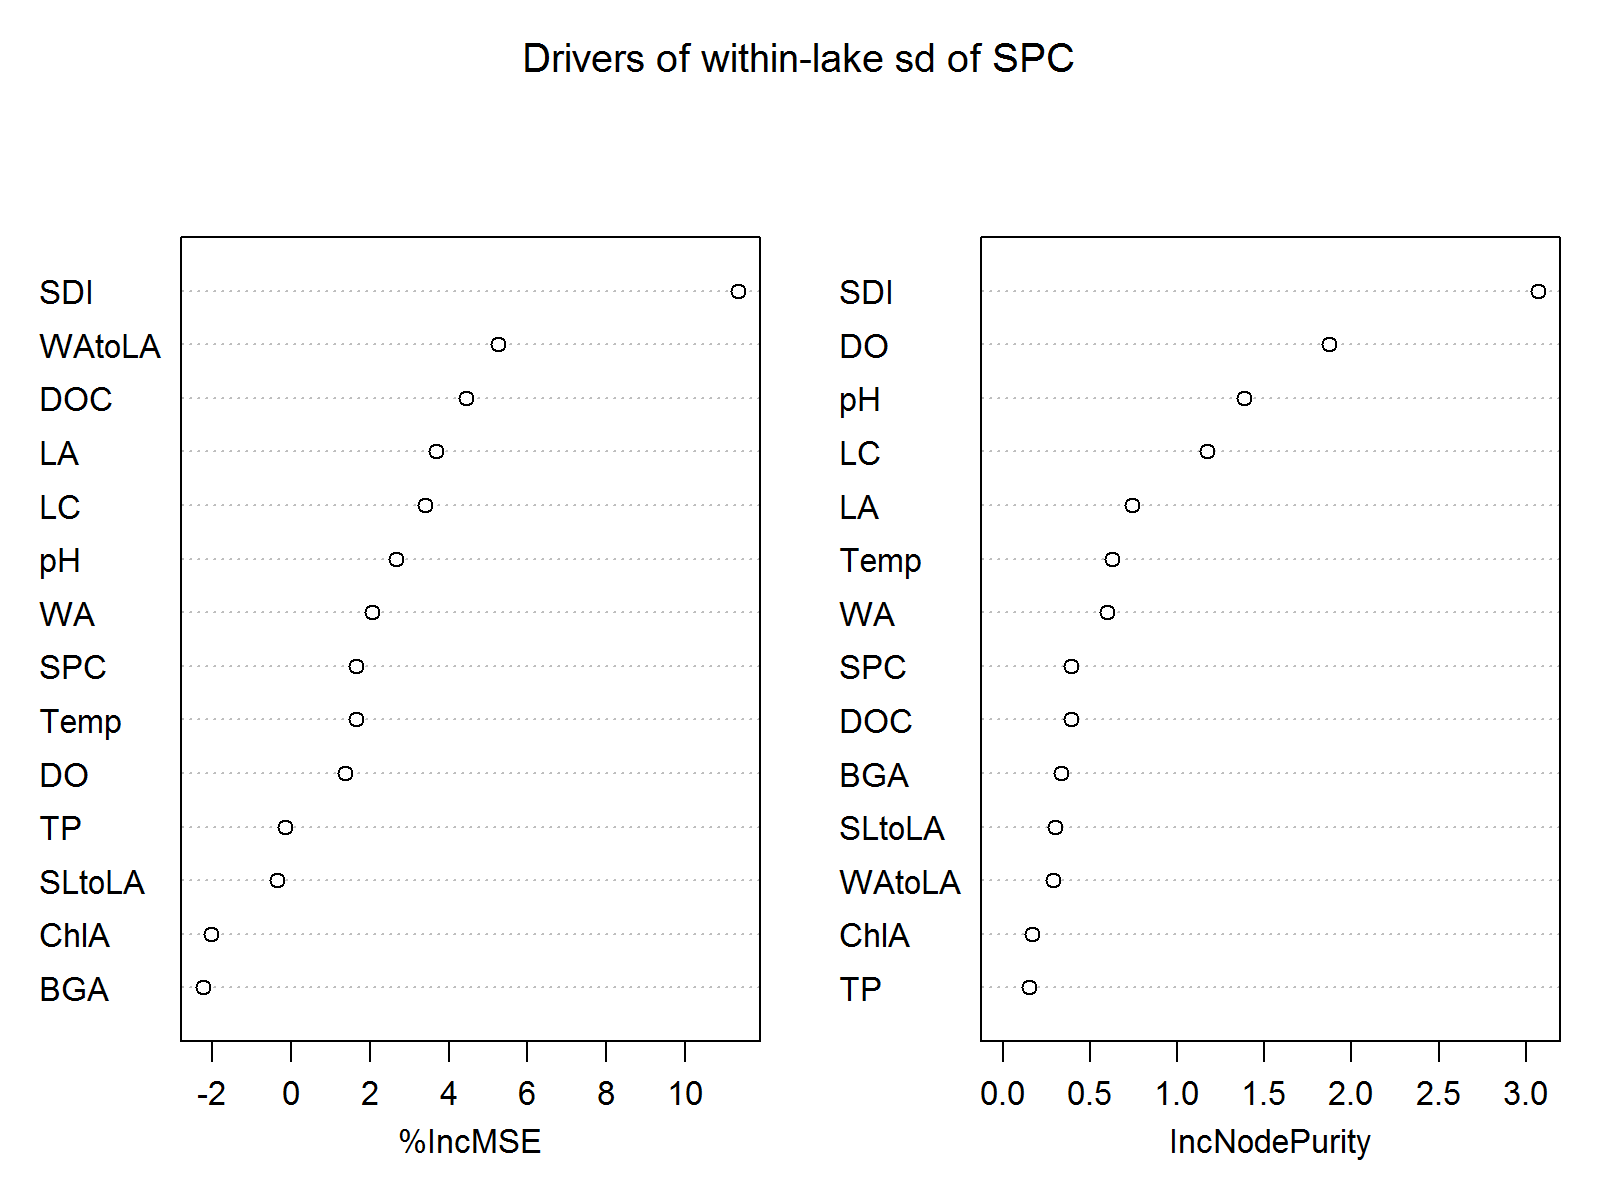 Drivers of within-lake sd of SPC
SDI
WAtoLA
DOC
LA
LC
pH
WA
SPC
Temp
DO
TP
SLtoLA
ChlA
BGA
-2 0 2 4 6 8 10
%IncMSE
SDI
DO
pH
LC
LA
Temp
WA
SPC
DOC
BGA
SLtoLA
WAtoLA
ChlA
TP
0.0 0.5 1.0 1.5 2.0 2.5 3.0
IncNodePurity